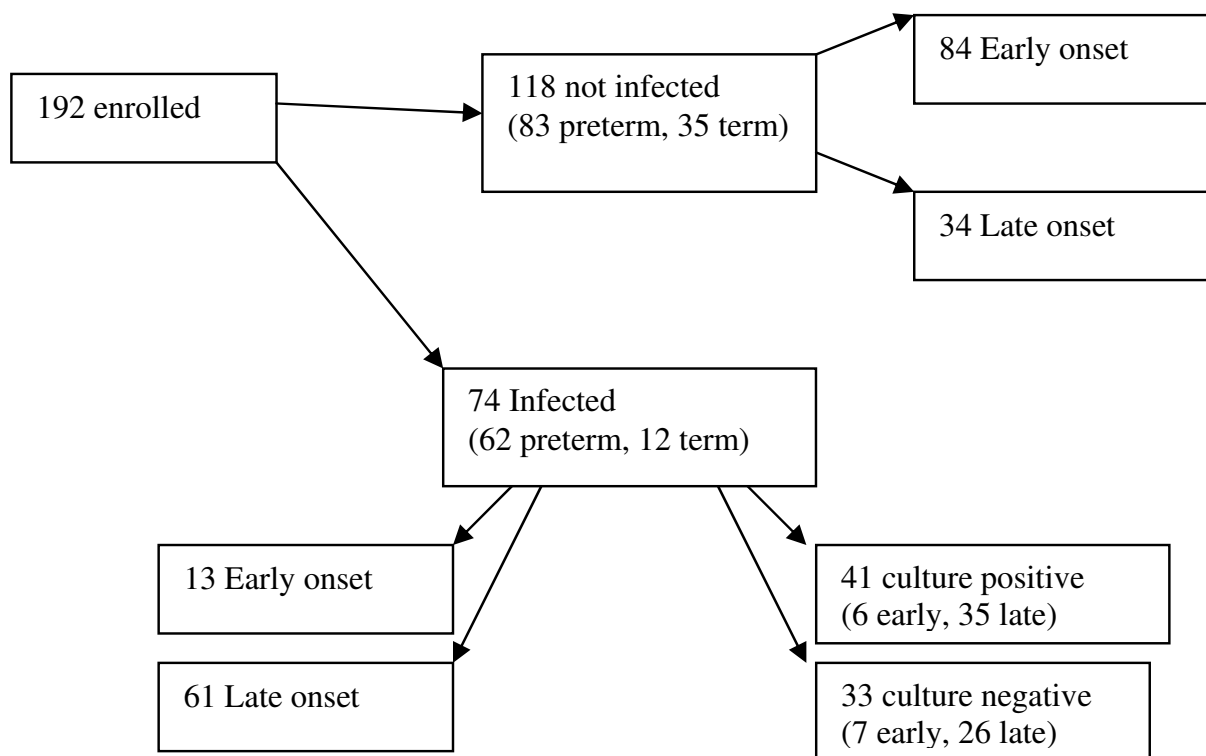 192 enrolled
118 not infected
(83 preterm, 35 term)
84 Early onset
34 Late onset
74 Infected
(62 preterm, 12 term)
13 Early onset
61 Late onset
41 culture positive
(6 early, 35 late)
33 culture negative
(7 early, 26 late)